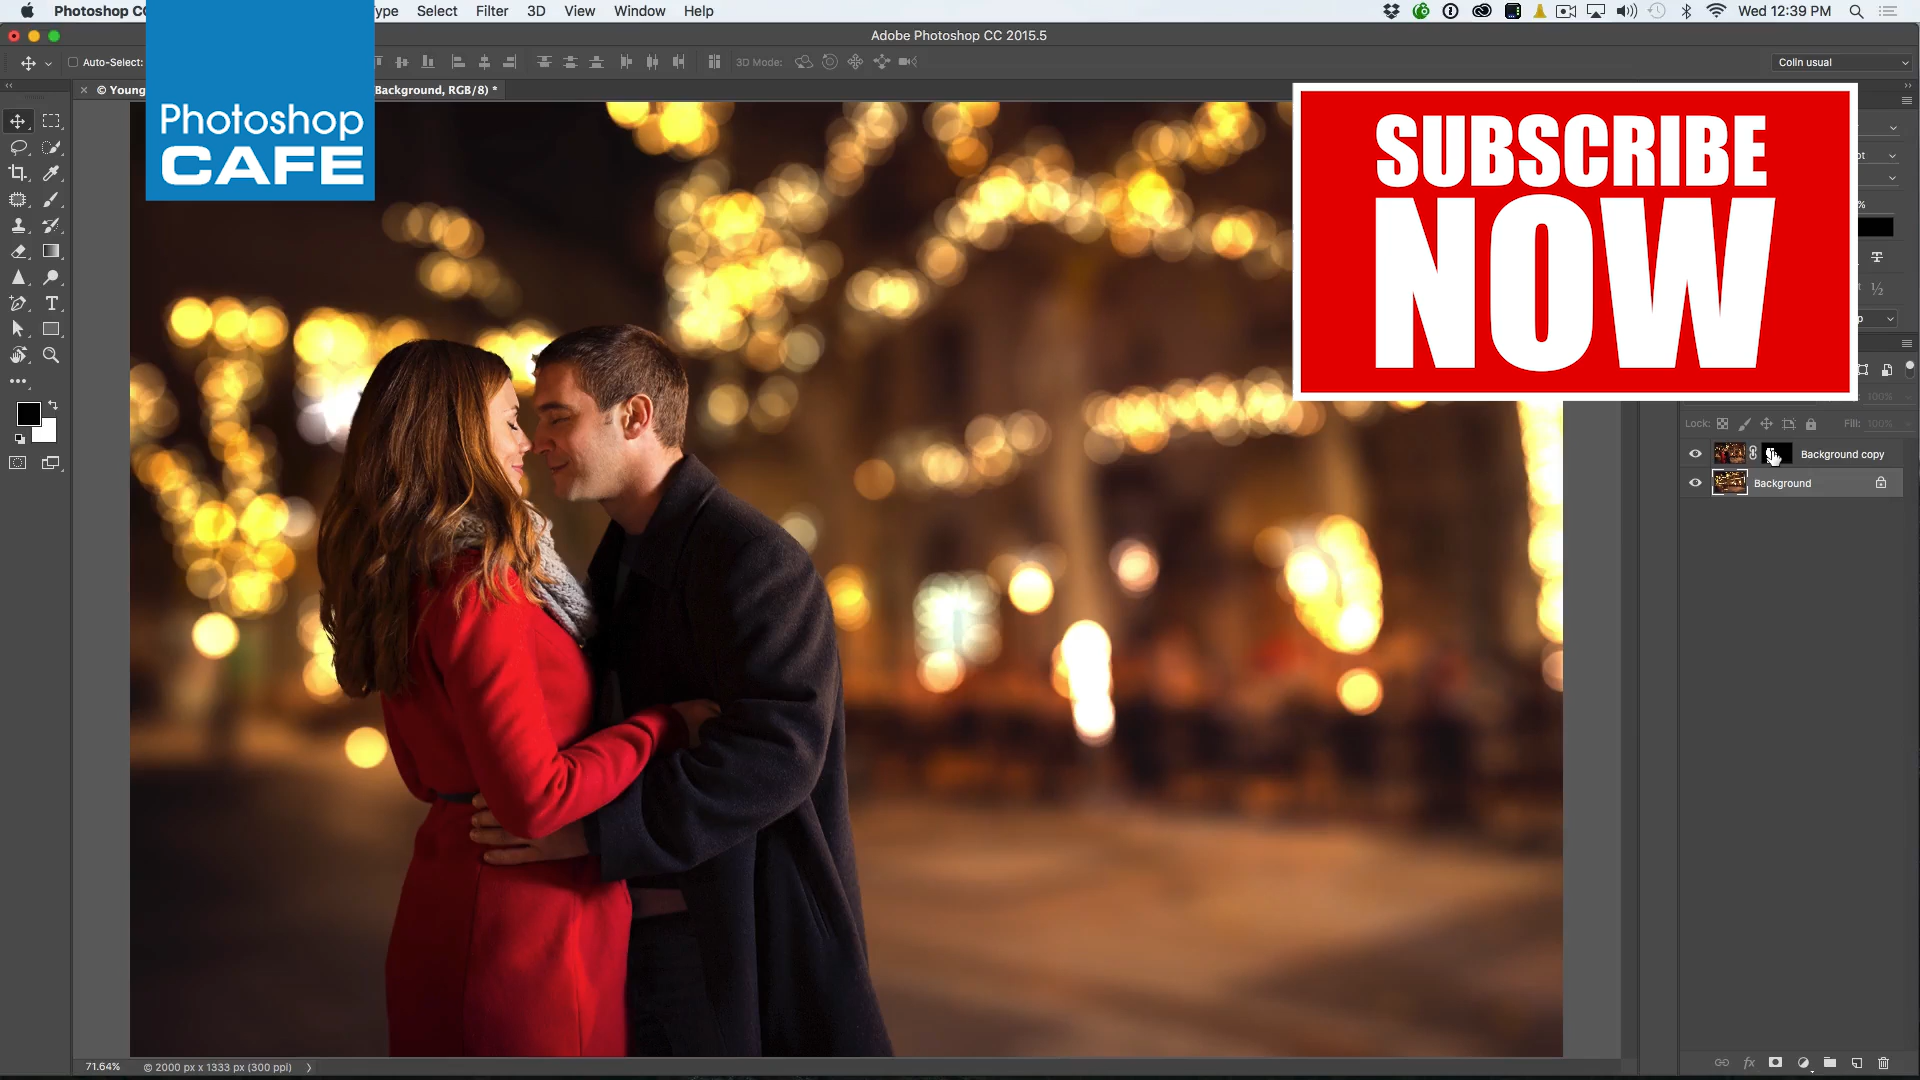 Photoshop CC
ype
Select
Filter
3D
View
Window
Help
Wed 12:39 PM
Adobe Photoshop CC 2015.5
Auto-Select:
3D Mode:
Colin usual
© Young
Background, RGB/8) *
Photoshop
CAFE
SUBSCRIBE
NOW
Lock:
Fill:
100%
Background copy
Background
71.64%
© 2000 px x 1333 px (300 ppi)